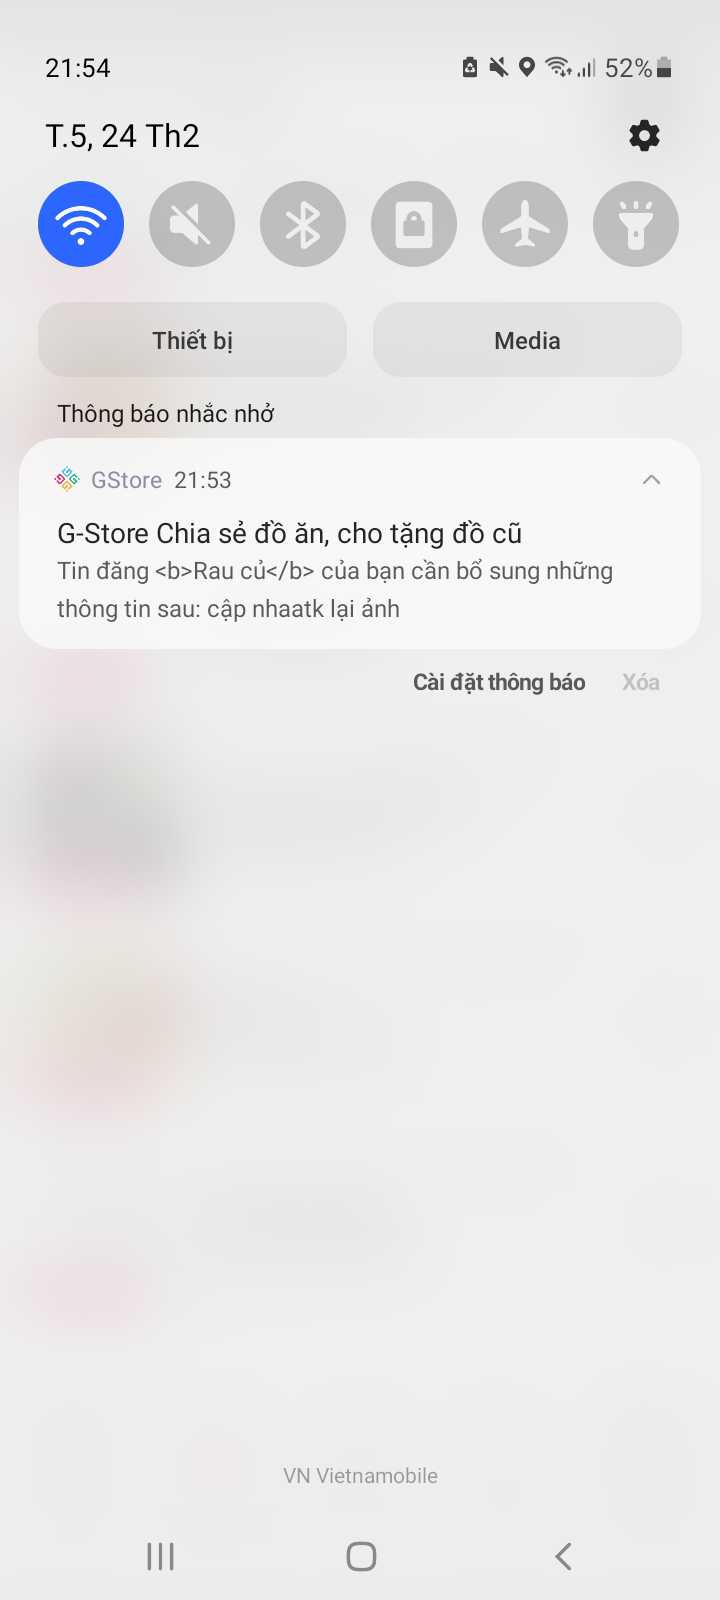 21:54
52%
T.5, 24 Th2
Thiết bị
Media
Thông báo nhắc nhở
GStore 21:53
G-Store Chia sẻ đồ ăn, cho tặng đồ cũ
Tin đăng <b>Rau củ</b> của bạn cần bổ sung những
thông tin sau: cập nhaatk lại ảnh
Cài đặt thông báo
Xóa
VN Vietnamobile